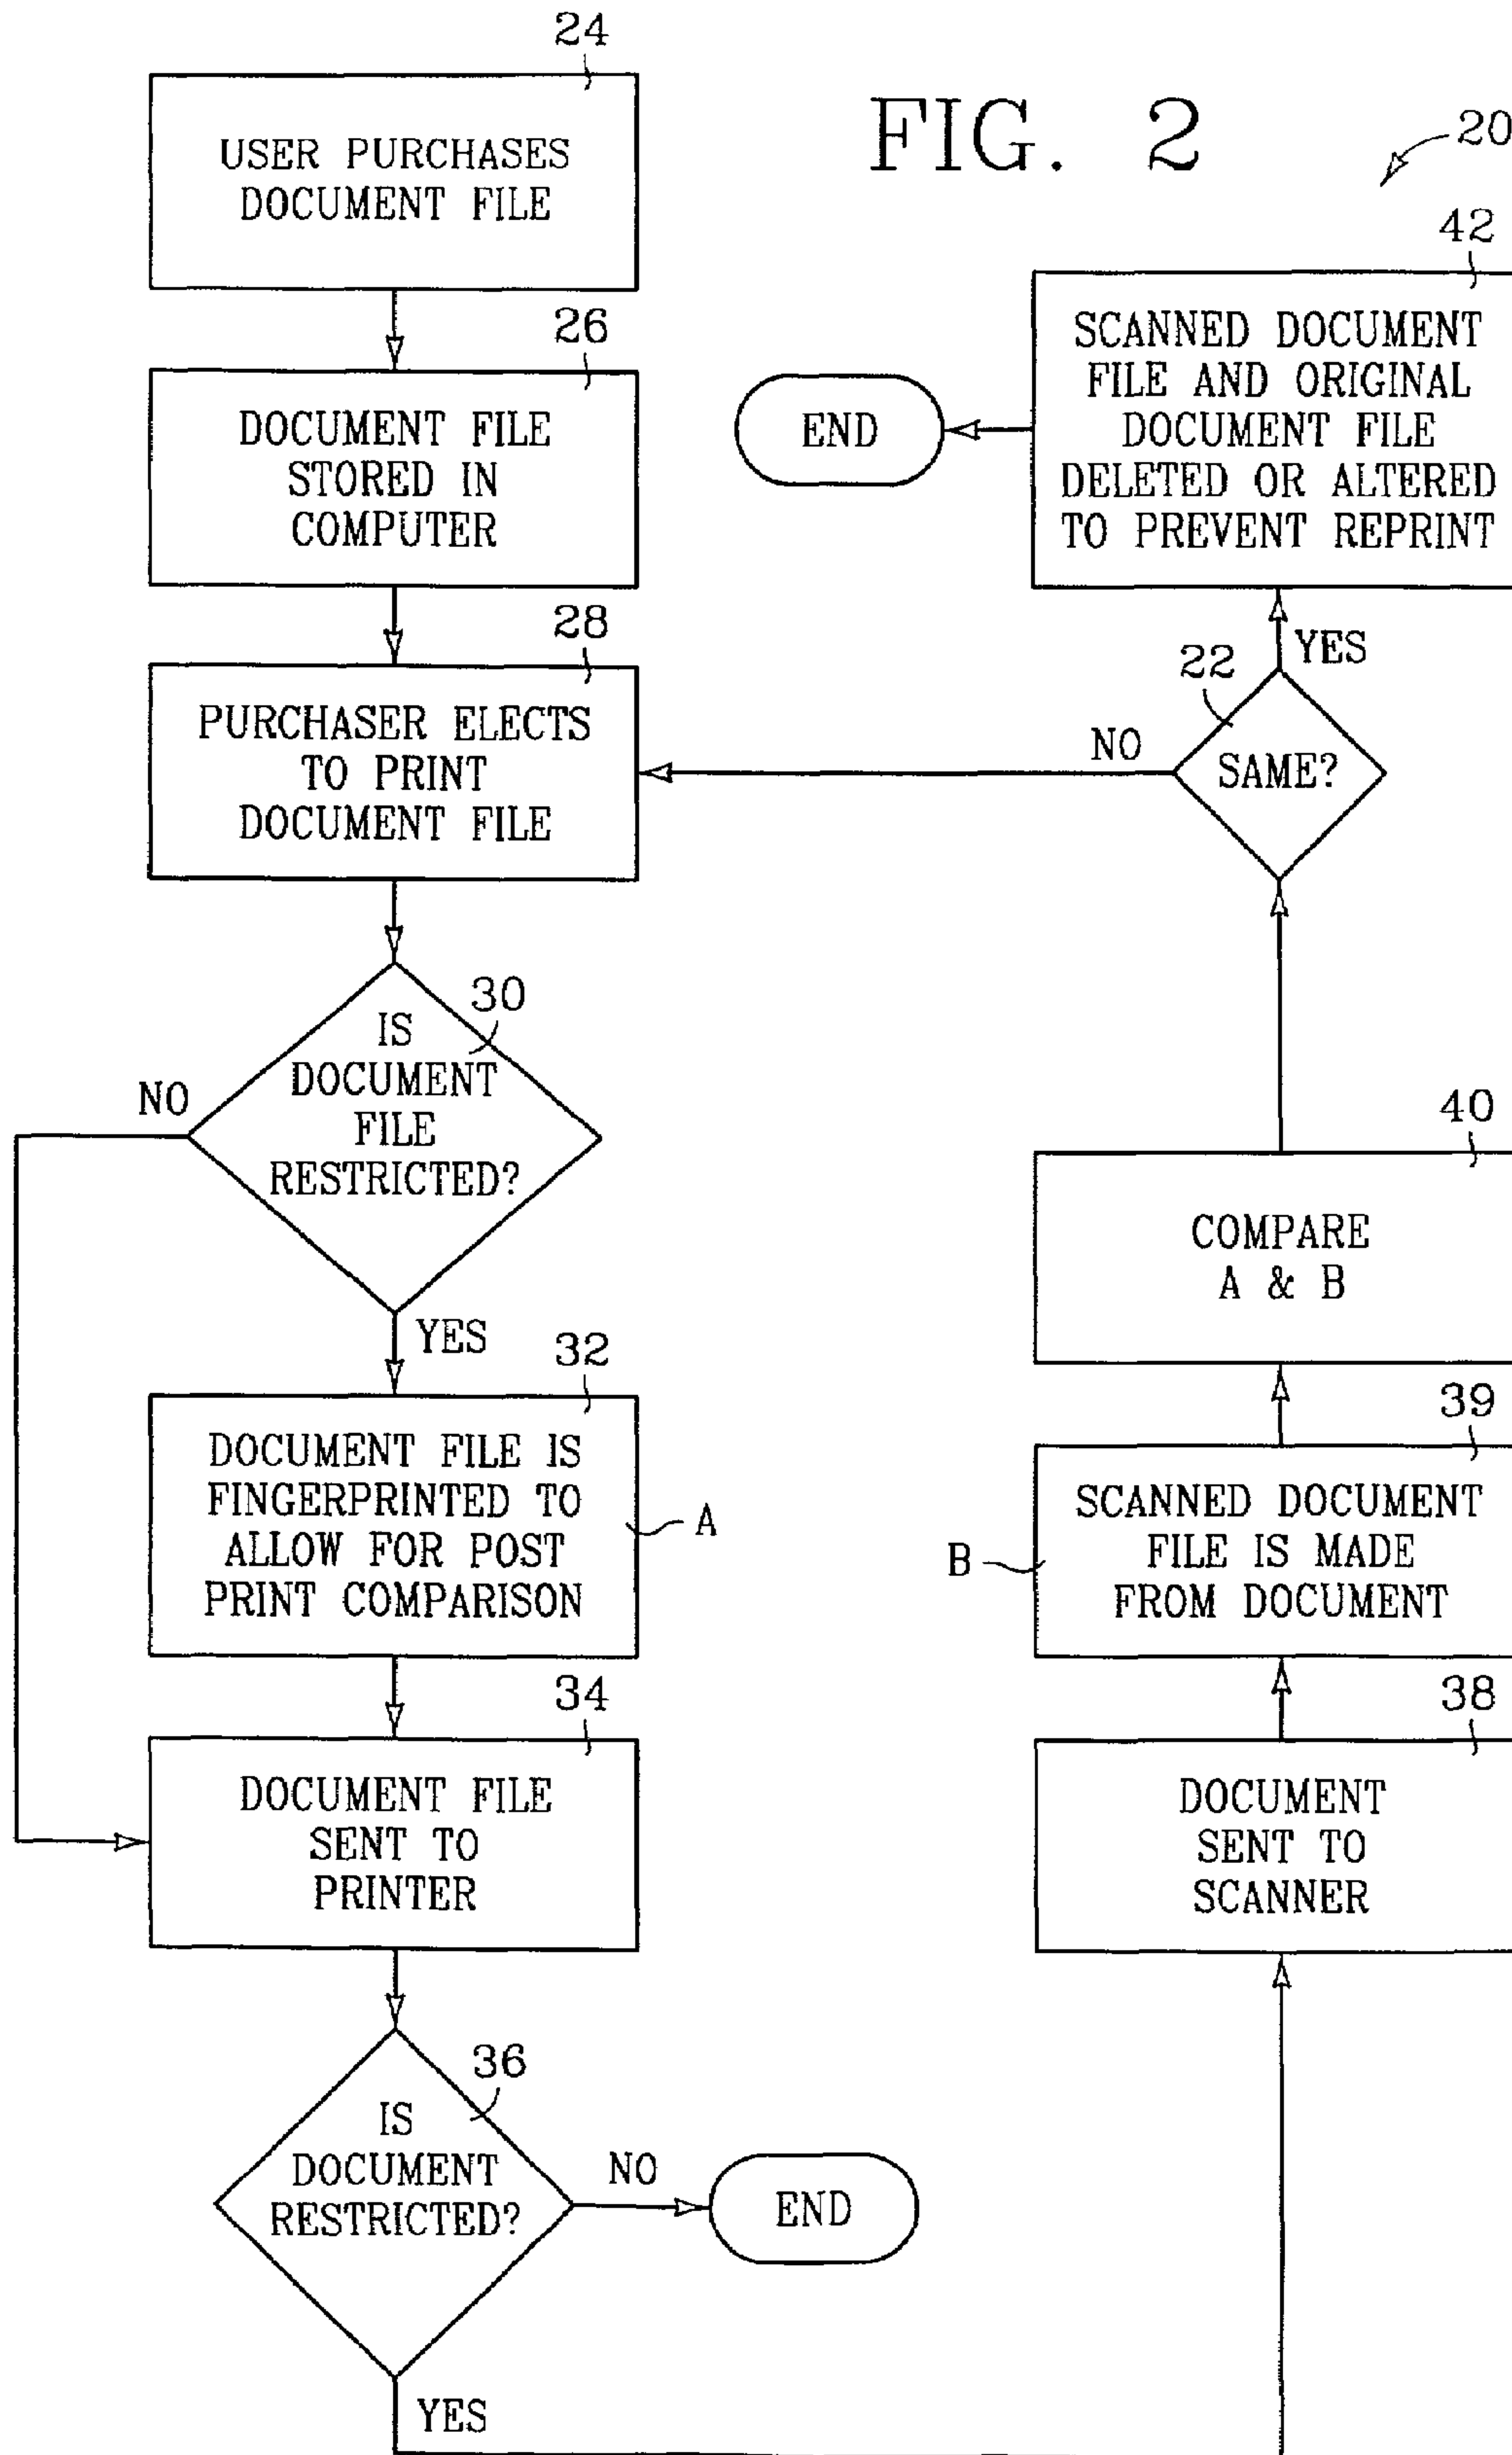 FIG. 2
20
24
USER PURCHASES
DOCUMENT FILE
26
DOCUMENT FILE
STORED IN
COMPUTER
28
PURCHASER ELECTS
TO PRINT
DOCUMENT FILE
30
IS
DOCUMENT
FILE
RESTRICTED?
NO
YES
32
DOCUMENT FILE IS
FINGERPRINTED TO
ALLOW FOR POST
PRINT COMPARISON
A
34
DOCUMENT FILE
SENT TO
PRINTER
36
IS
DOCUMENT
RESTRICTED?
NO
END
YES
38
DOCUMENT
SENT TO
SCANNER
39
SCANNED DOCUMENT
FILE IS MADE
FROM DOCUMENT
B
40
COMPARE
A & B
22
SAME?
NO
YES
42
SCANNED DOCUMENT
FILE AND ORIGINAL
DOCUMENT FILE
DELETED OR ALTERED
TO PREVENT REPRINT
END